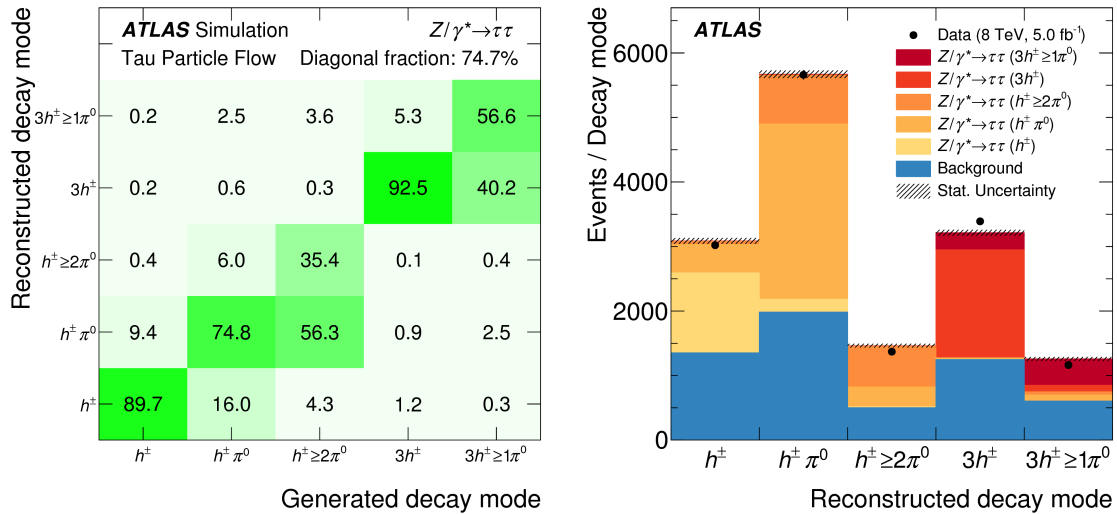 ATLAS Simulation Z/γ*→ττ
Tau Particle Flow Diagonal fraction: 74.7%
Reconstructed decay mode
3h±≥1π⁰ 0.2 2.5 3.6 5.3 56.6
3h± 0.2 0.6 0.3 92.5 40.2
h±≥2π⁰ 0.4 6.0 35.4 0.1 0.4
h±π⁰ 9.4 74.8 56.3 0.9 2.5
h± 89.7 16.0 4.3 1.2 0.3
h± h±π⁰ h±≥2π⁰ 3h± 3h±≥1π⁰
Generated decay mode
ATLAS
Data (8 TeV, 5.0 fb⁻¹)
Z/γ*→ττ (3h±≥1π⁰)
Z/γ*→ττ (3h±)
Z/γ*→ττ (h±≥2π⁰)
Z/γ*→ττ (h±π⁰)
Z/γ*→ττ (h±)
Background
Stat. Uncertainty
Events / Decay mode
6000
4000
2000
0
h± h±π⁰ h±≥2π⁰ 3h± 3h±≥1π⁰
Reconstructed decay mode